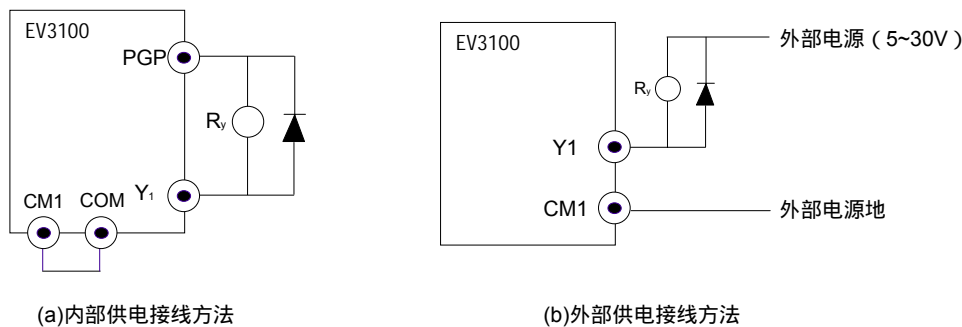 EV3100
PGP
Ry
Y1
CM1 COM
(a)内部供电接线方法
EV3100
外部电源（5~30V）
Ry
Y1
CM1
外部电源地
(b)外部供电接线方法